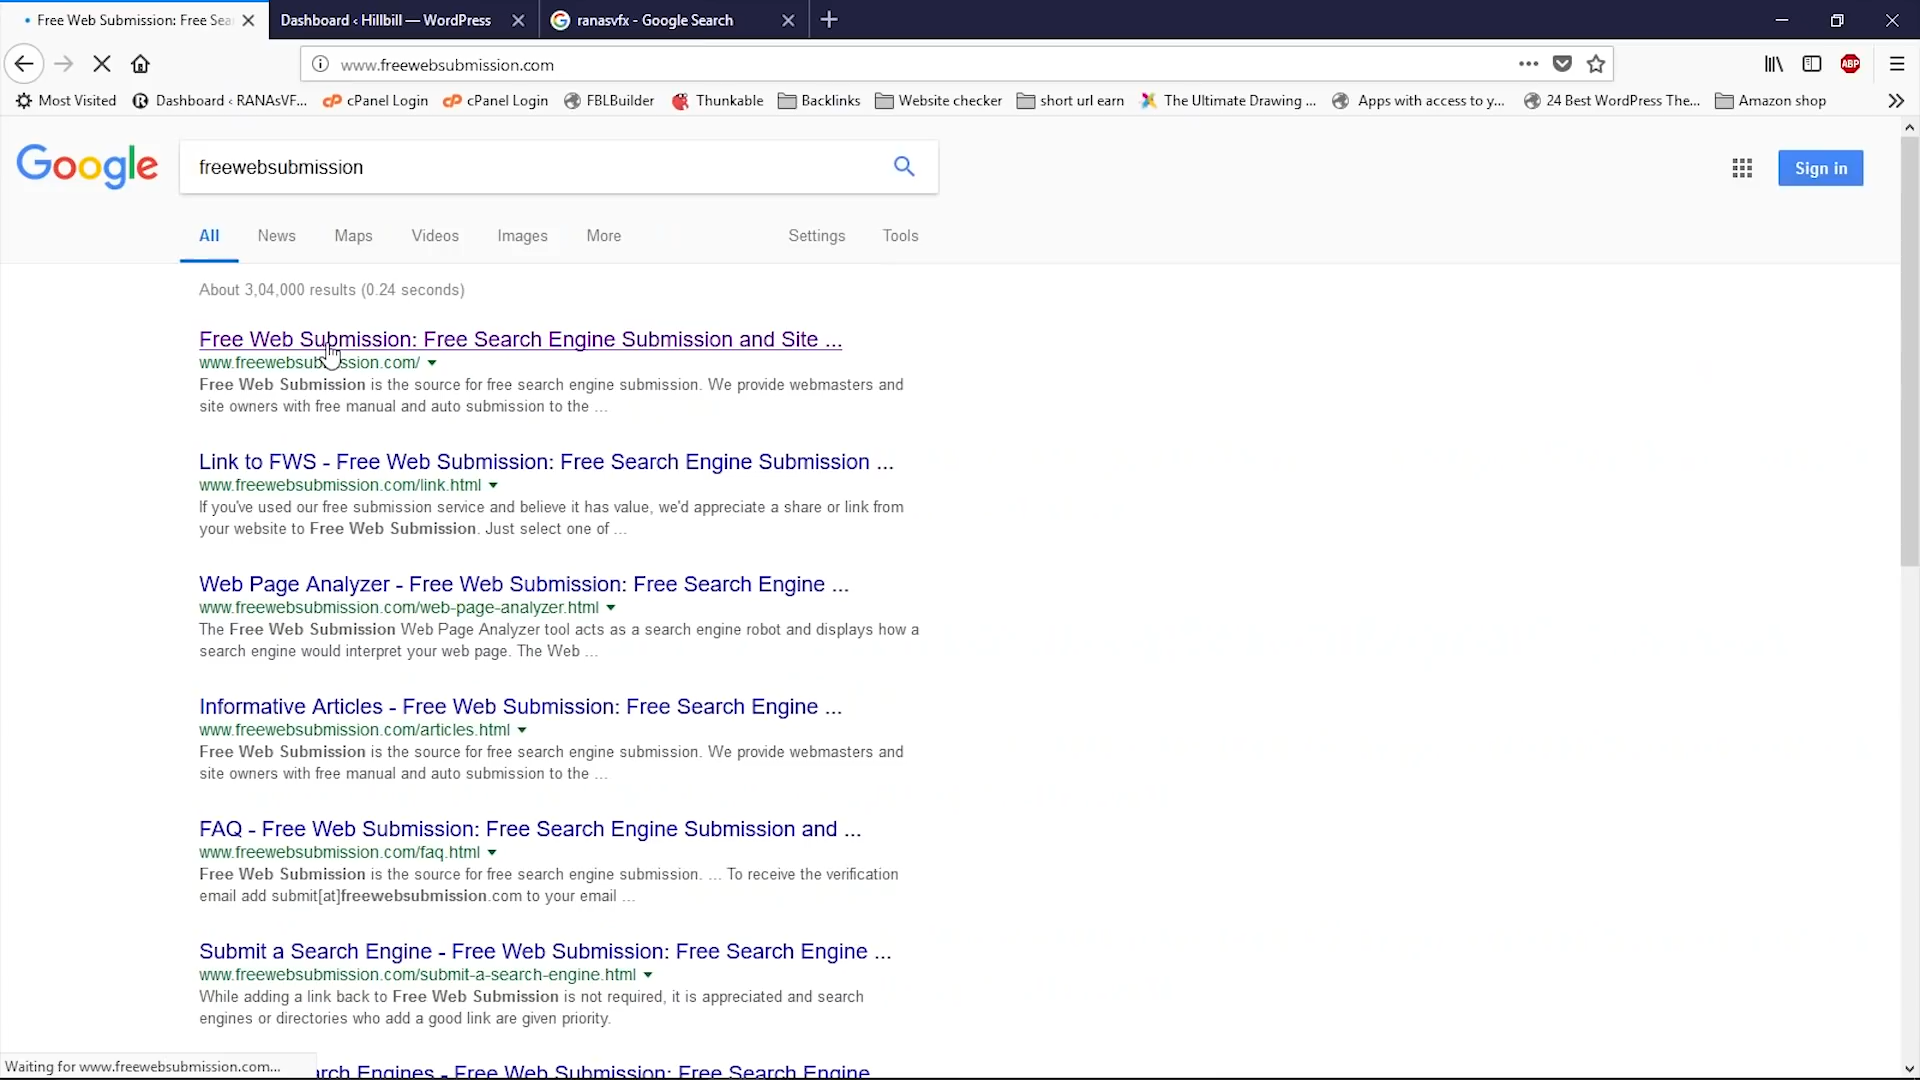 Free Web Submission: Free Sea
Dashboard ‹ Hillbill — WordPress
ranasvfx - Google Search
www.freewebsubmission.com
Most Visited
Dashboard ‹ RANAsVF...
cPanel Login
cPanel Login
FBLBuilder
Thunkable
Backlinks
Website checker
short url earn
The Ultimate Drawing ...
Apps with access to y...
24 Best WordPress The...
Amazon shop
ABP
Google
freewebsubmission
Sign in
All
News
Maps
Videos
Images
More
Settings
Tools
About 3,04,000 results (0.24 seconds)
Free Web Submission: Free Search Engine Submission and Site ...
www.freewebsubmission.com/
Free Web Submission is the source for free search engine submission. We provide webmasters and
site owners with free manual and auto submission to the ...
Link to FWS - Free Web Submission: Free Search Engine Submission ...
www.freewebsubmission.com/link.html
If you've used our free submission service and believe it has value, we'd appreciate a share or link from
your website to Free Web Submission. Just select one of ...
Web Page Analyzer - Free Web Submission: Free Search Engine ...
www.freewebsubmission.com/web-page-analyzer.html
The Free Web Submission Web Page Analyzer tool acts as a search engine robot and displays how a
search engine would interpret your web page. The Web ...
Informative Articles - Free Web Submission: Free Search Engine ...
www.freewebsubmission.com/articles.html
Free Web Submission is the source for free search engine submission. We provide webmasters and
site owners with free manual and auto submission to the ...
FAQ - Free Web Submission: Free Search Engine Submission and ...
www.freewebsubmission.com/faq.html
Free Web Submission is the source for free search engine submission. ... To receive the verification
email add submit[at]freewebsubmission.com to your email ...
Submit a Search Engine - Free Web Submission: Free Search Engine ...
www.freewebsubmission.com/submit-a-search-engine.html
While adding a link back to Free Web Submission is not required, it is appreciated and search
engines or directories who add a good link are given priority.
Engines - Free Web Submission: Free Search Engine
Waiting for www.freewebsubmission.com...